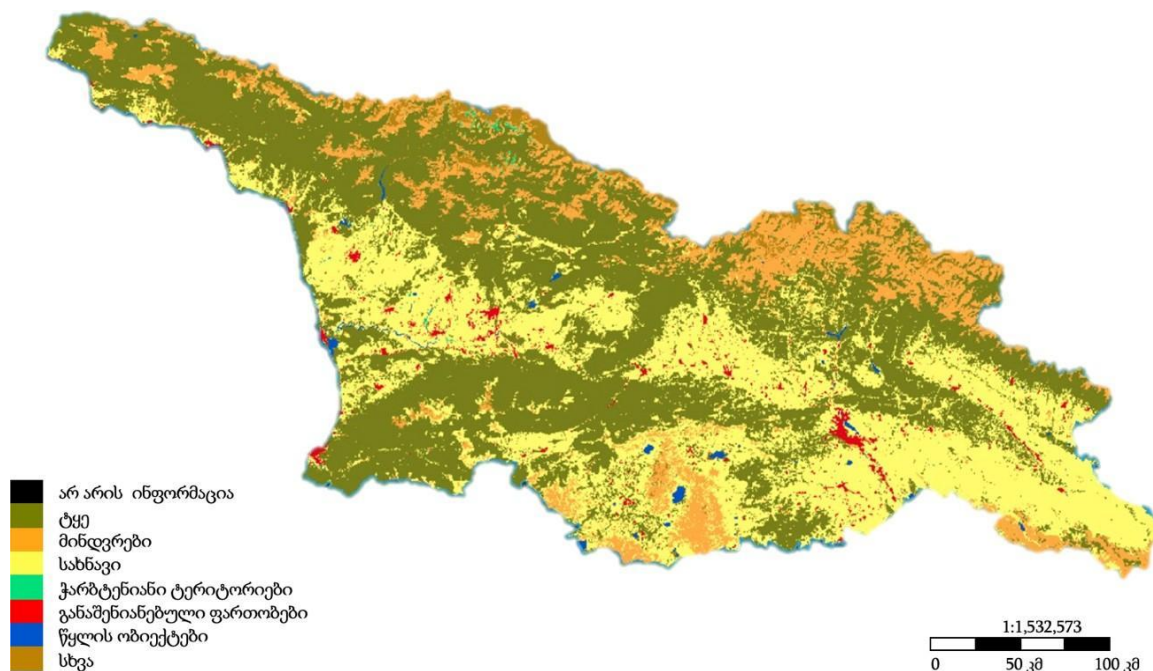 არ არის ინფორმაცია
ტყე
მინდვრები
სახნავი
ჭარბტენიანი ტერიტორიები
განაშენიანებული ფართობები
წყლის ობიექტები
სხვა
1:1,532,573
0 50 კმ 100 კმ